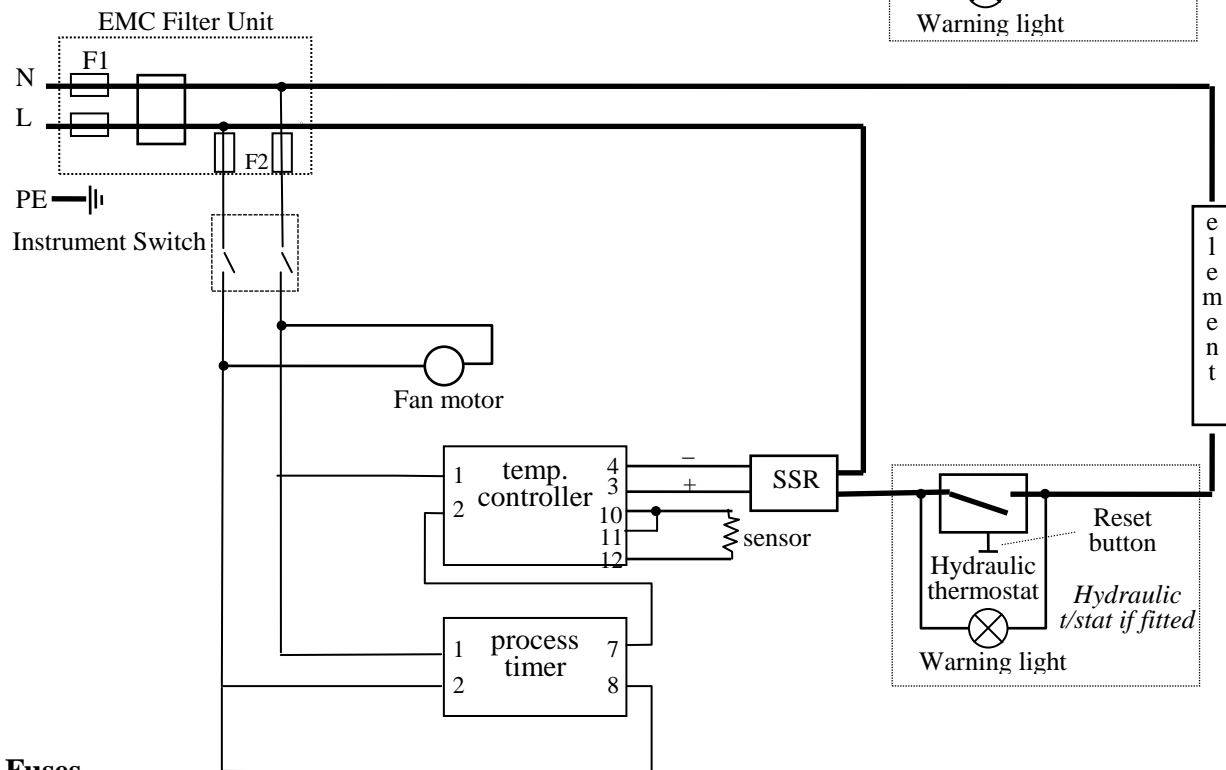 Warning light
EMC Filter Unit
F1
N
L
F2
PE
Instrument Switch
e
l
e
m
e
n
t
Fan motor
temp.
controller
1
2
4
3
10
11
12
–
+
SSR
sensor
Reset
button
Hydraulic
thermostat
Hydraulic
t/stat if fitted
Warning light
process
timer
1
2
7
8
Fuses